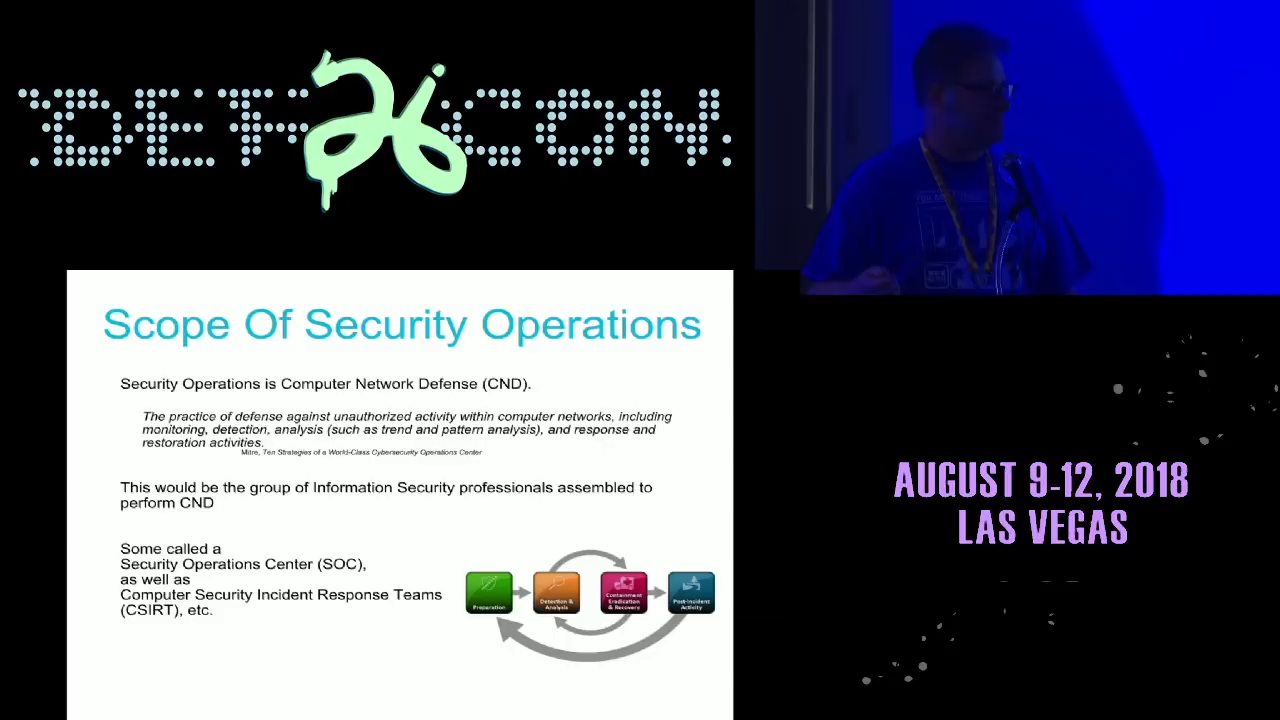 DEF 26 CON
Scope Of Security Operations
Security Operations is Computer Network Defense (CND).
The practice of defense against unauthorized activity within computer networks, including
monitoring, detection, analysis (such as trend and pattern analysis), and response and
restoration activities.
Mitre, Ten Strategies of a World-Class Cybersecurity Operations Center
This would be the group of Information Security professionals assembled to
perform CND
Some called a
Security Operations Center (SOC),
as well as
Computer Security Incident Response Teams
(CSIRT), etc.
Preparation
Detection &
Analysis
Containment
Eradication
& Recovery
Post-Incident
Activity
AUGUST 9-12, 2018
LAS VEGAS